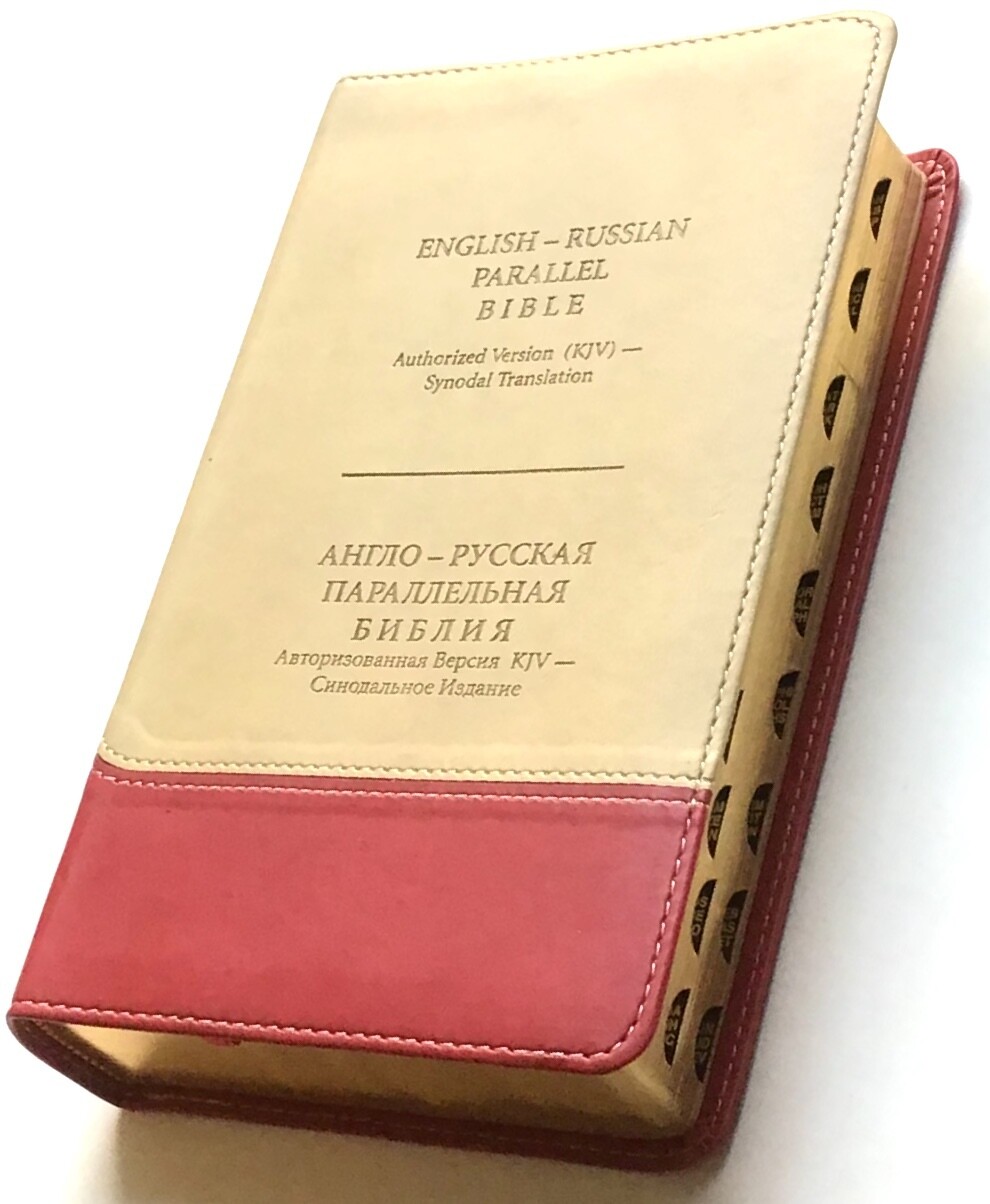 ENGLISH – RUSSIAN
PARALLEL
BIBLE
Authorized Version (KJV) —
Synodal Translation
АНГЛО – РУССКАЯ
ПАРАЛЛЕЛЬНАЯ
БИБЛИЯ
Авторизованная Версия KJV —
Синодальное Издание